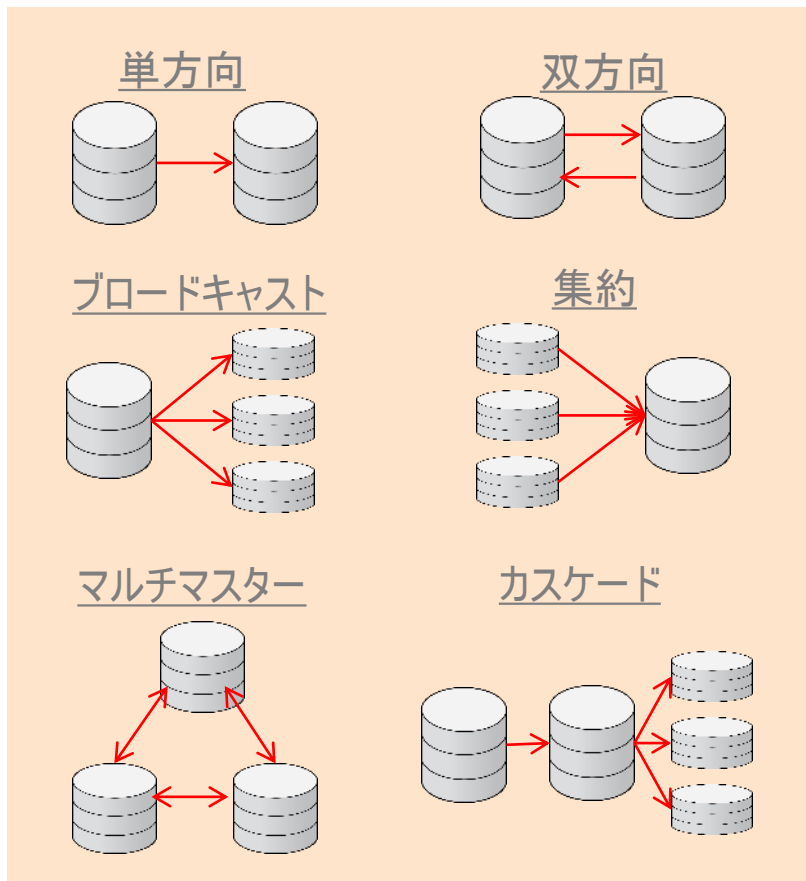 単方向
双方向
ブロードキャスト
集約
マルチマスター
カスケード